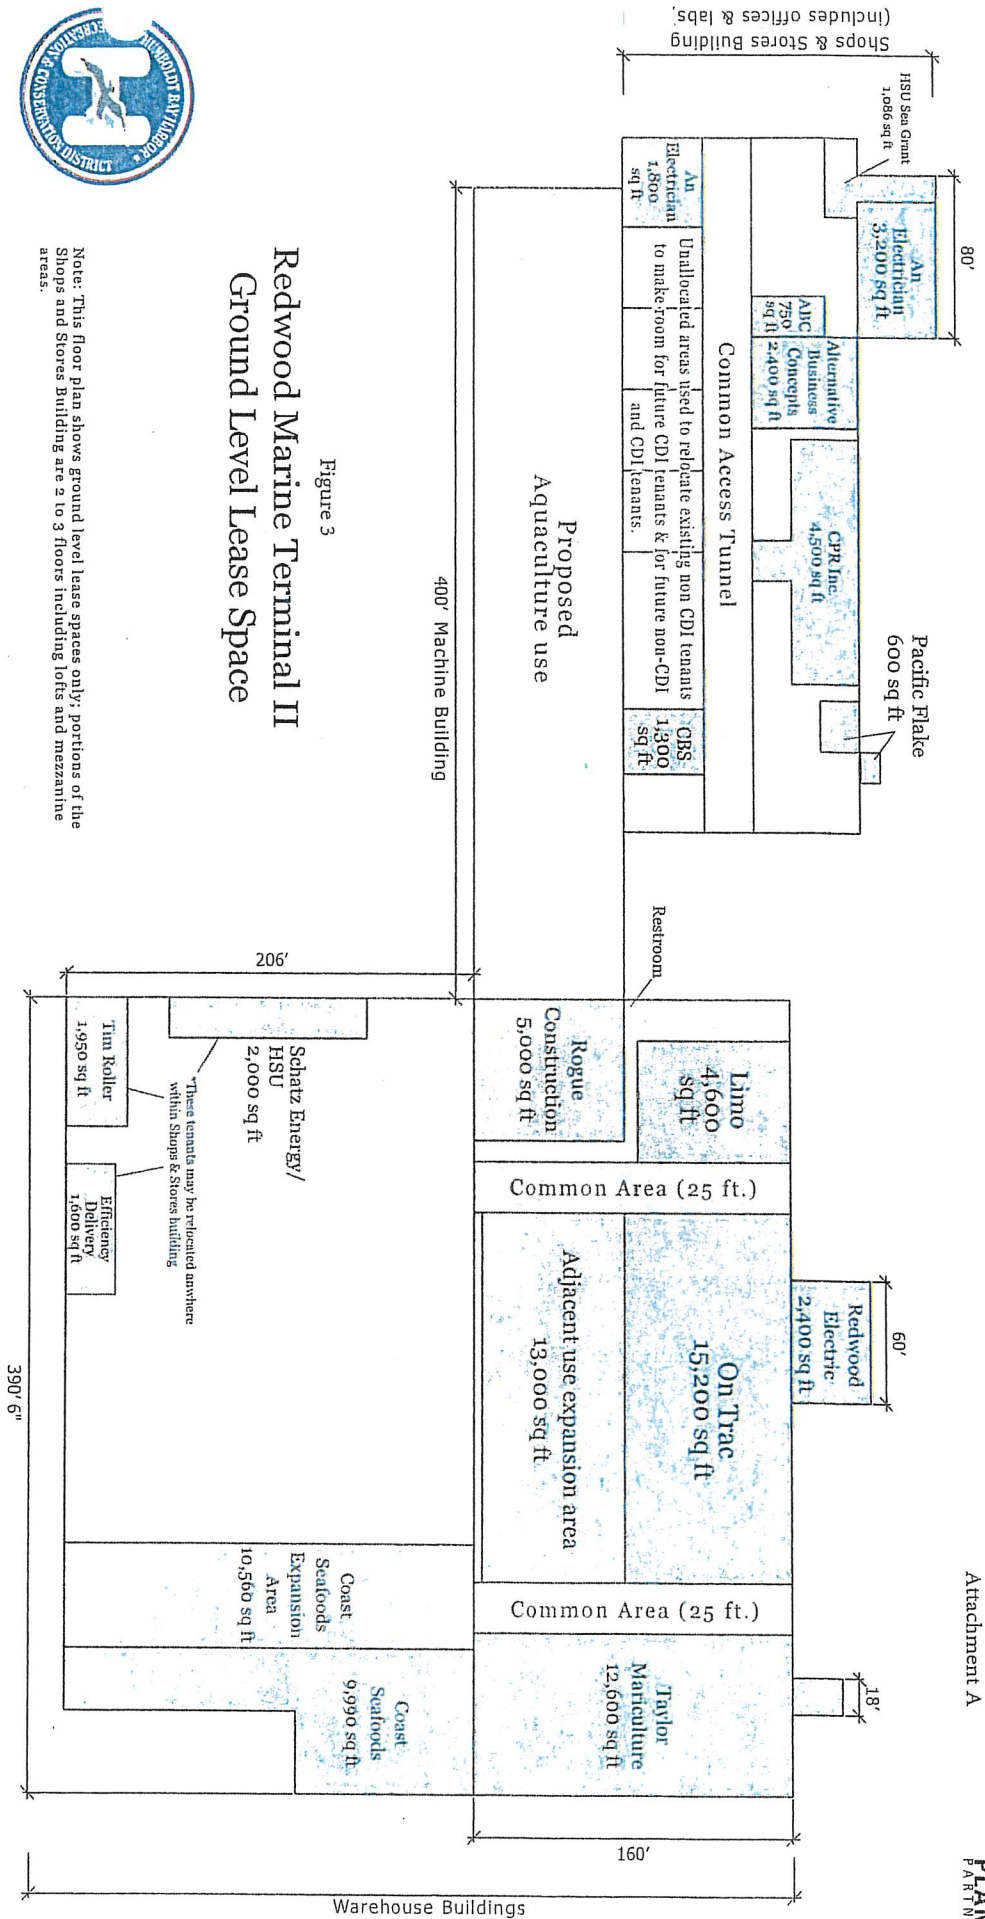 Attachment A
PLAN
PARTN
Shops & Stores Building
(includes offices & labs,
HSU Sea Grant
1,086 sq ft
80'
An
Electrician
3,200 sq ft
ABC
750
sq ft
Alternative
Business
Concepts
2,400 sq ft
CPR Inc.
4,500 sq ft
Pacific Flake
600 sq ft
Common Access Tunnel
An
Electrician
1,800
sq ft
Unallocated areas used to relocate existing non CDI tenants
to make room for future CDI tenants & for future non-CDI
and CDI tenants.
CBS
1,300
sq ft
Proposed
Aquaculture use
400' Machine Building
Restroom
Limo
4,600
sq ft
Rogue
Construction
5,000 sq ft
Common Area (25 ft.)
60'
Redwood
Electric
2,400 sq ft
On Trac
15,200 sq ft
Adjacent use expansion area
13,000 sq ft
Common Area (25 ft.)
18'
Taylor
Mariculture
12,600 sq ft
160'
206'
Schatz Energy/
HSU
2,000 sq ft
*These tenants may be relocated anwhere
within Shops & Stores building
Tim Roller
1,950 sq ft
Efficiency
Delivery
1,600 sq ft
Coast
Seafoods
Expansion
Area
10,560 sq ft
Coast
Seafoods
9,990 sq ft
390' 6"
Warehouse Buildings
Figure 3
Redwood Marine Terminal II
Ground Level Lease Space
Note: This floor plan shows ground level lease spaces only; portions of the
Shops and Stores Building are 2 to 3 floors including lofts and mezzanine
areas.
HUMBOLDT BAY HARBOR
RECREATION & CONSERVATION DISTRICT